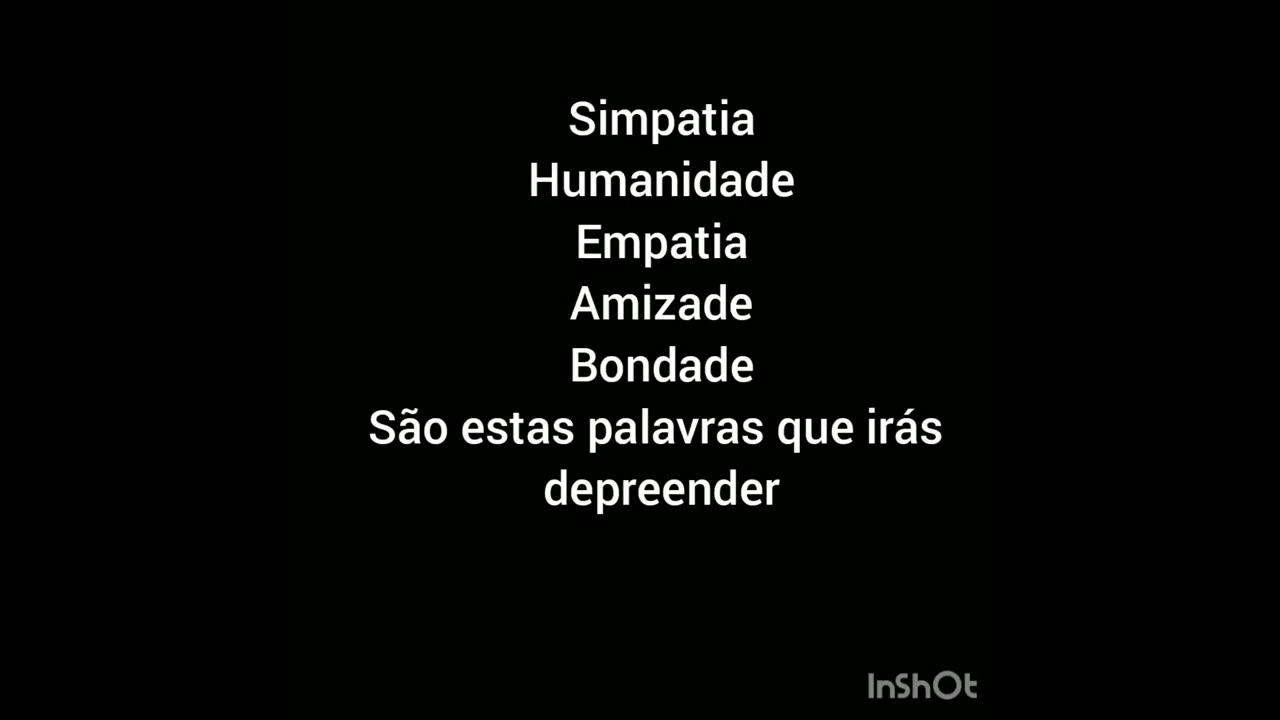 Simpatia
Humanidade
Empatia
Amizade
Bondade
São estas palavras que irás
depreender
InShOt